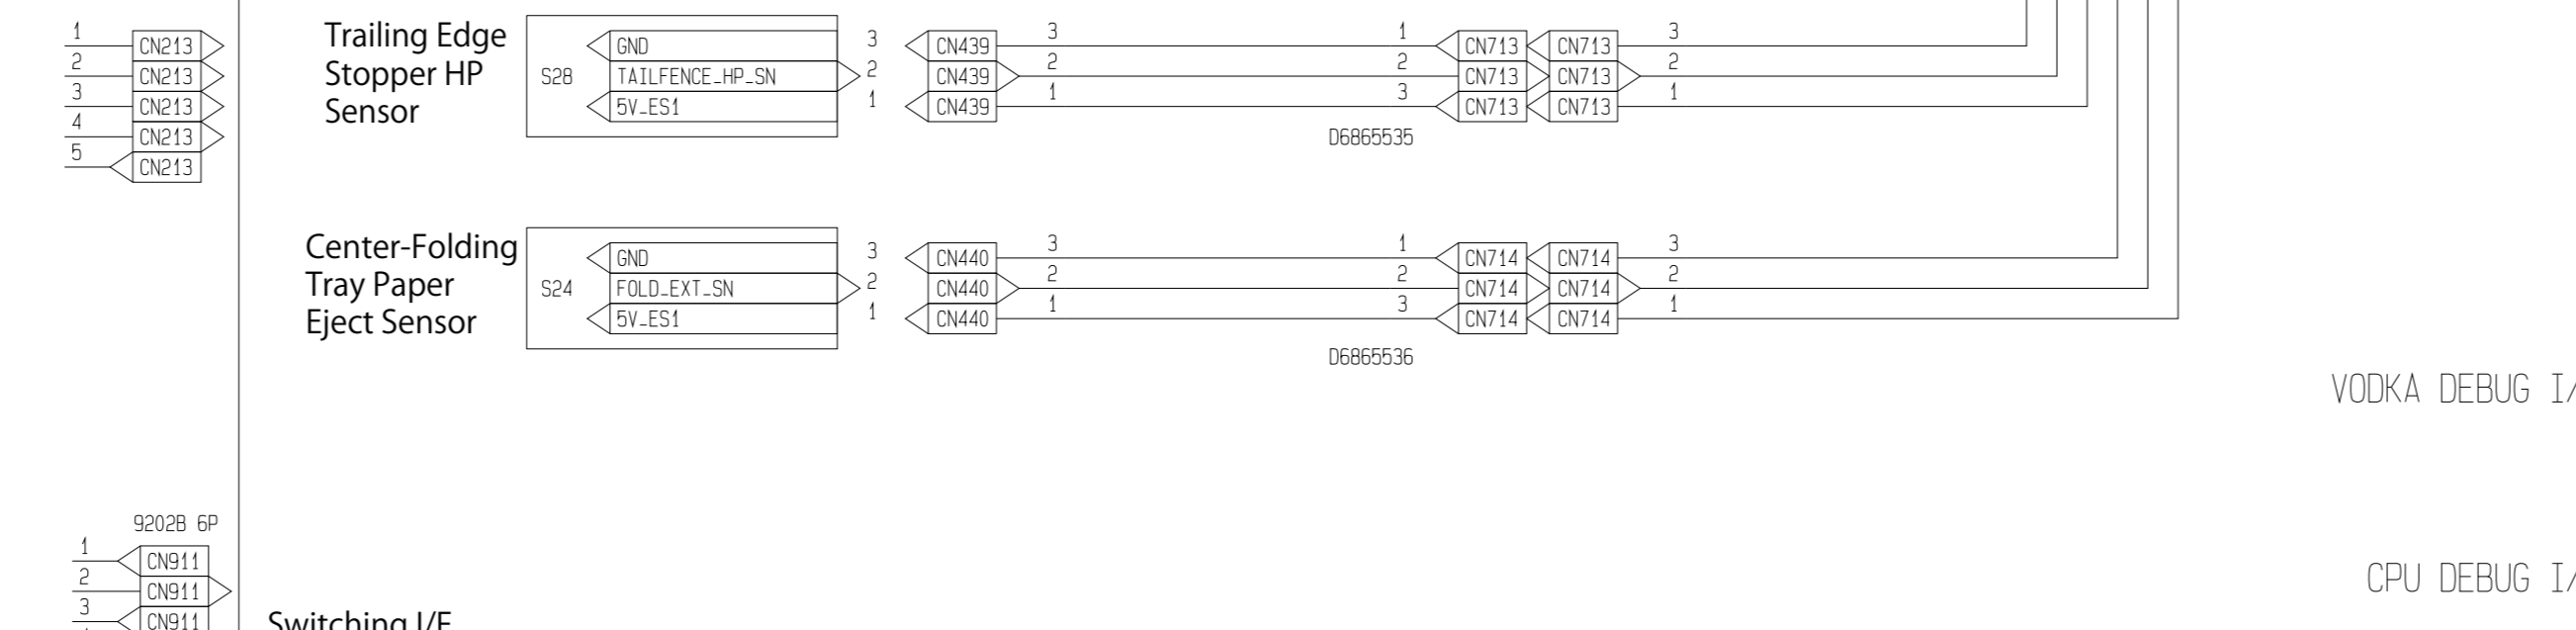 1 CN213
2 CN213
3 CN213
4 CN213
5 CN213
Trailing Edge
Stopper HP
Sensor
S28
GND 3 CN439 3 1 CN713 CN713 3
TAILFENCE_HP_SN 2 CN439 2 2 CN713 CN713 2
5V_ES1 1 CN439 1 3 CN713 CN713 1
D6865535
Center-Folding
Tray Paper
Eject Sensor
S24
GND 3 CN440 3 1 CN714 CN714 3
FOLD_EXT_SN 2 CN440 2 2 CN714 CN714 2
5V_ES1 1 CN440 1 3 CN714 CN714 1
D6865536
VODKA DEBUG I/
9202B 6P
1 CN911
2 CN911
3 CN911
CPU DEBUG I/
Switching I/F